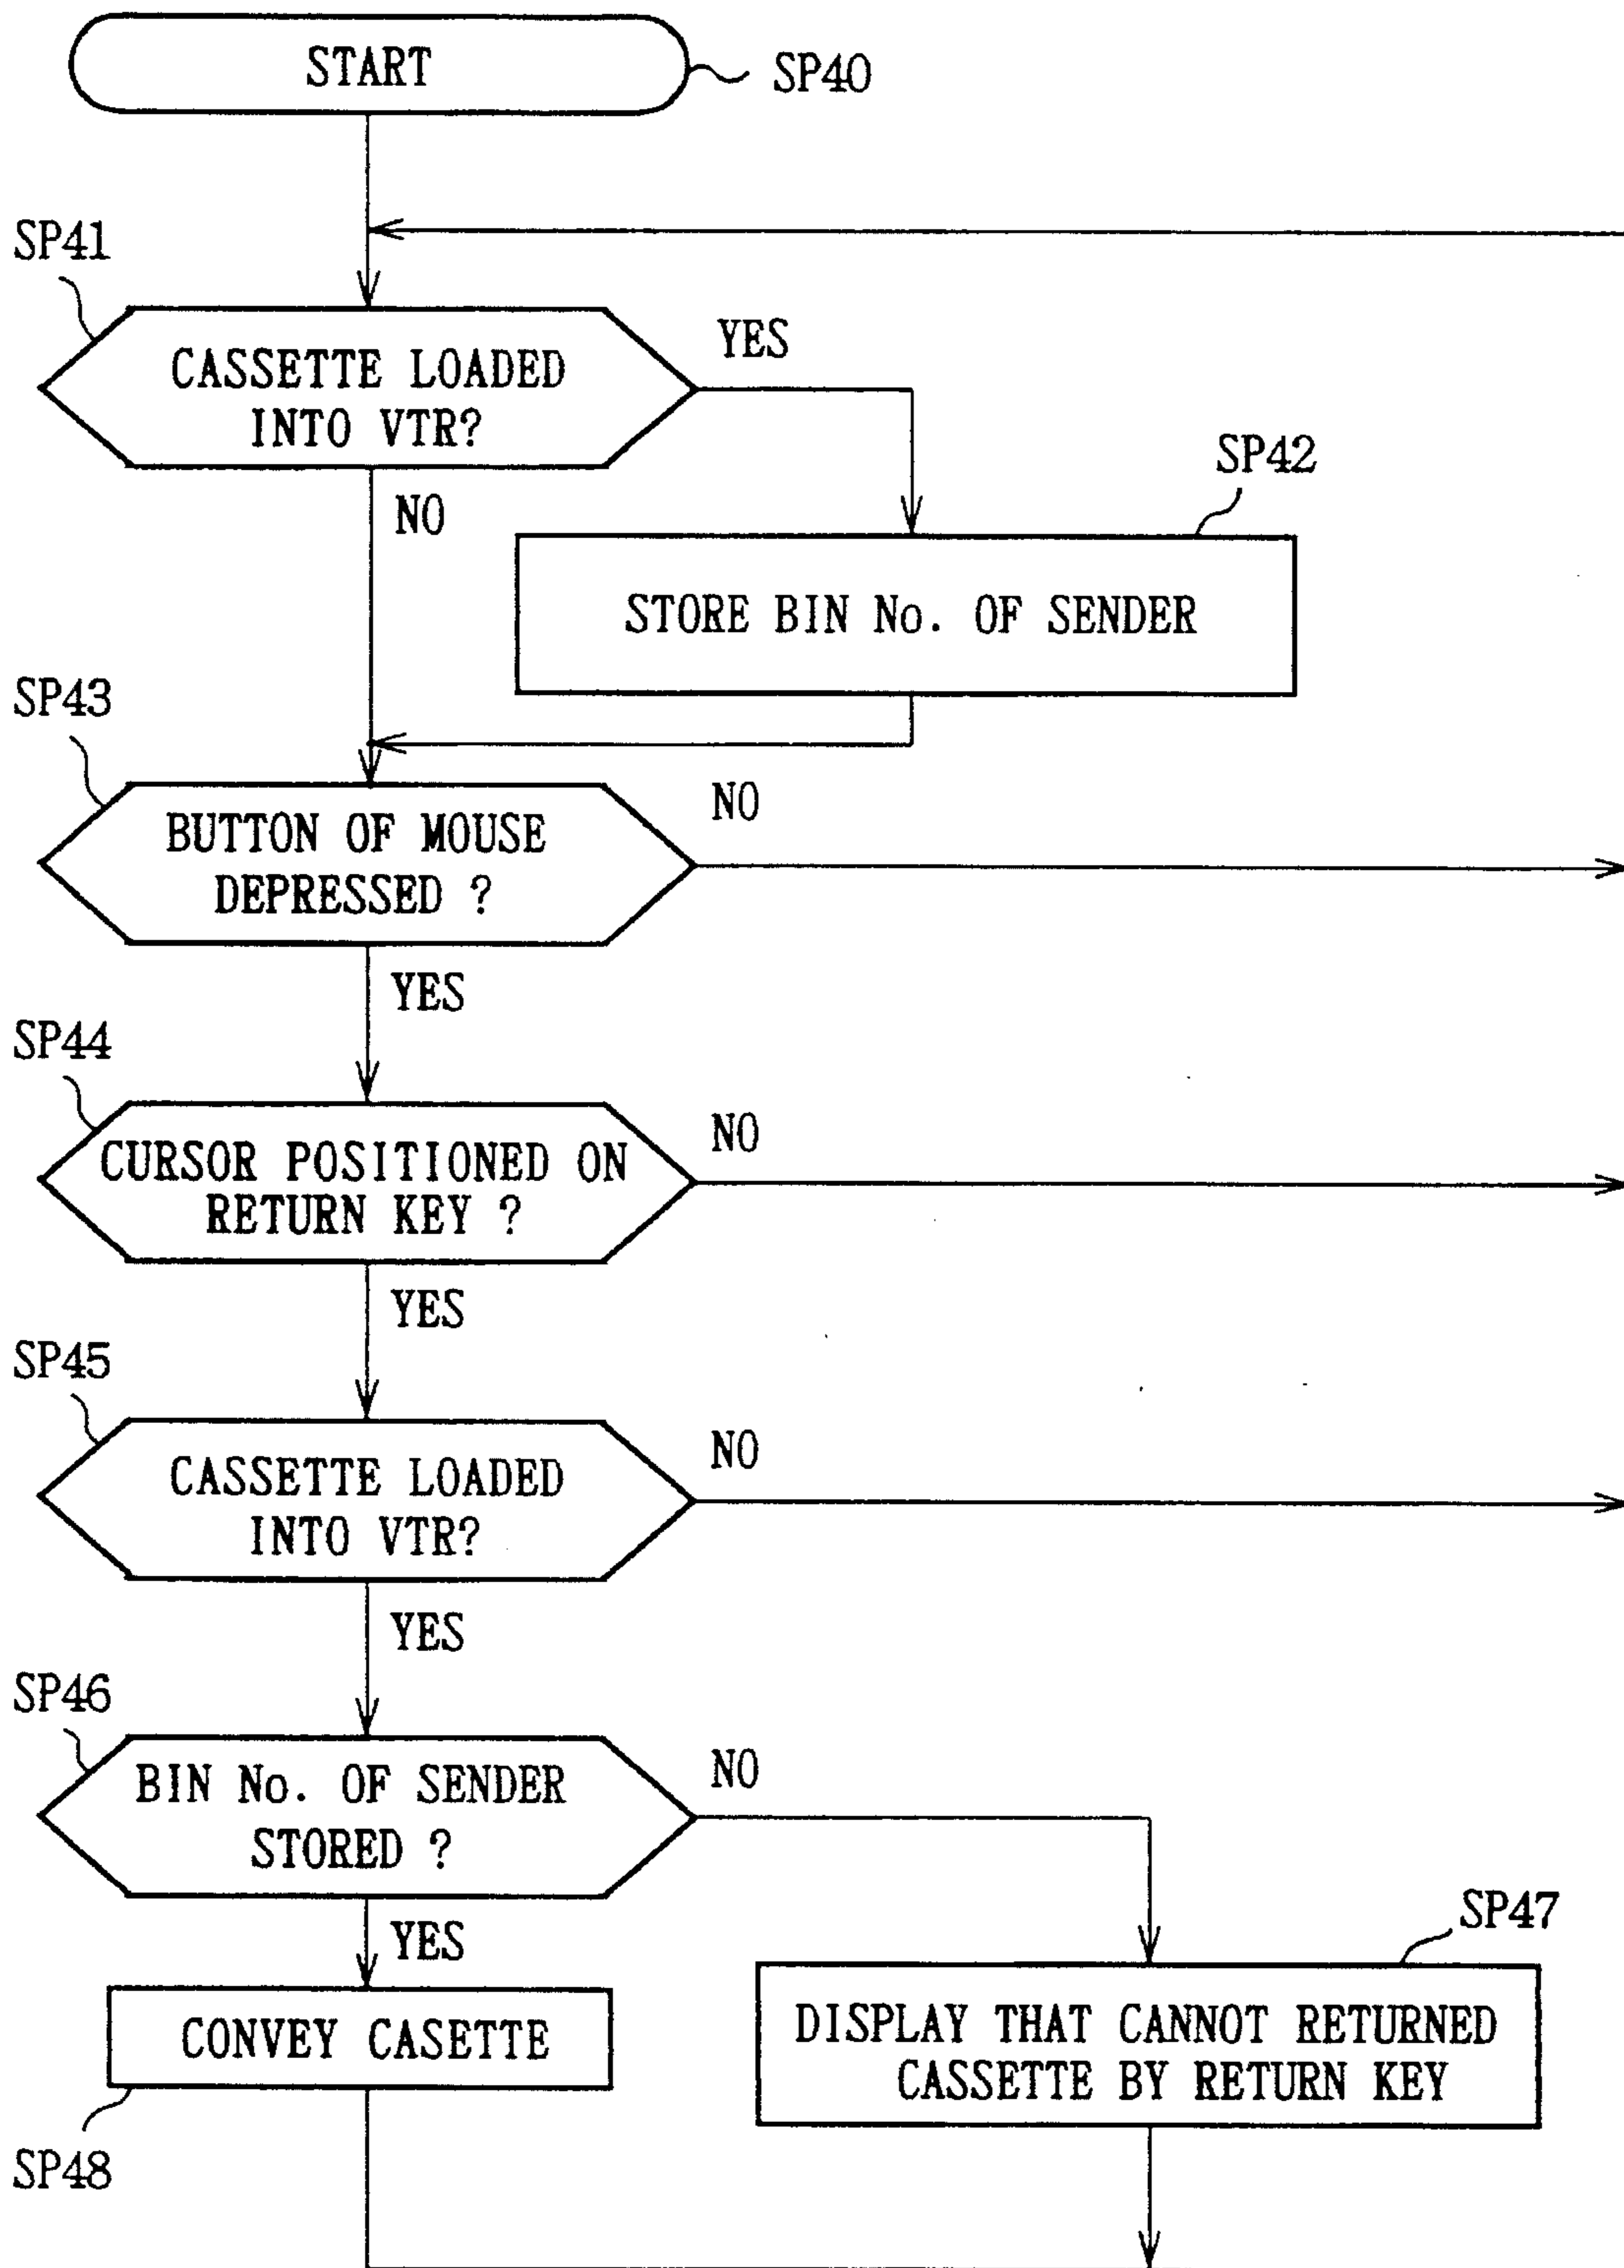 START
SP40
SP41
CASSETTE LOADED
INTO VTR?
YES
NO
SP42
STORE BIN No. OF SENDER
SP43
BUTTON OF MOUSE
DEPRESSED ?
NO
YES
SP44
CURSOR POSITIONED ON
RETURN KEY ?
NO
YES
SP45
CASSETTE LOADED
INTO VTR?
NO
YES
SP46
BIN No. OF SENDER
STORED ?
NO
YES
SP47
DISPLAY THAT CANNOT RETURNED
CASSETTE BY RETURN KEY
CONVEY CASETTE
SP48